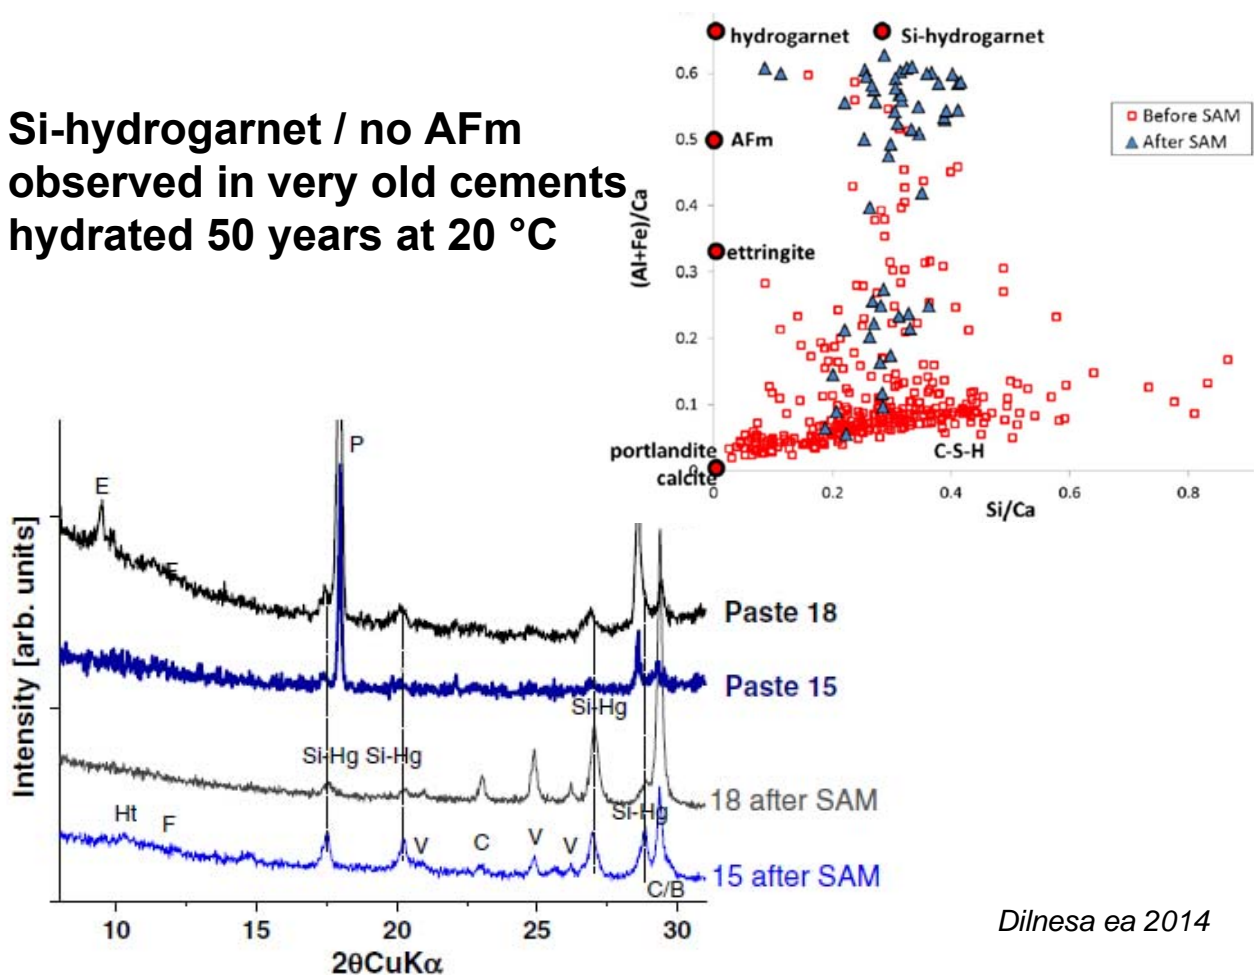 Si-hydrogarnet / no AFm
observed in very old cements
hydrated 50 years at 20 °C
hydrogarnet
Si-hydrogarnet
0.6
0.5
0.4
0.3
0.2
0.1
0
AFm
ettringite
portlandite
calcite
C-S-H
Before SAM
After SAM
(Al+Fe)/Ca
0 0.2 0.4 0.6 0.8
Si/Ca
E
F
P
Paste 18
Paste 15
Si-Hg
Si-Hg Si-Hg
18 after SAM
Si-Hg
Ht F V C V V
15 after SAM
C/B
Intensity [arb. units]
10 15 20 25 30
2θCuKα
Dilnesa ea 2014